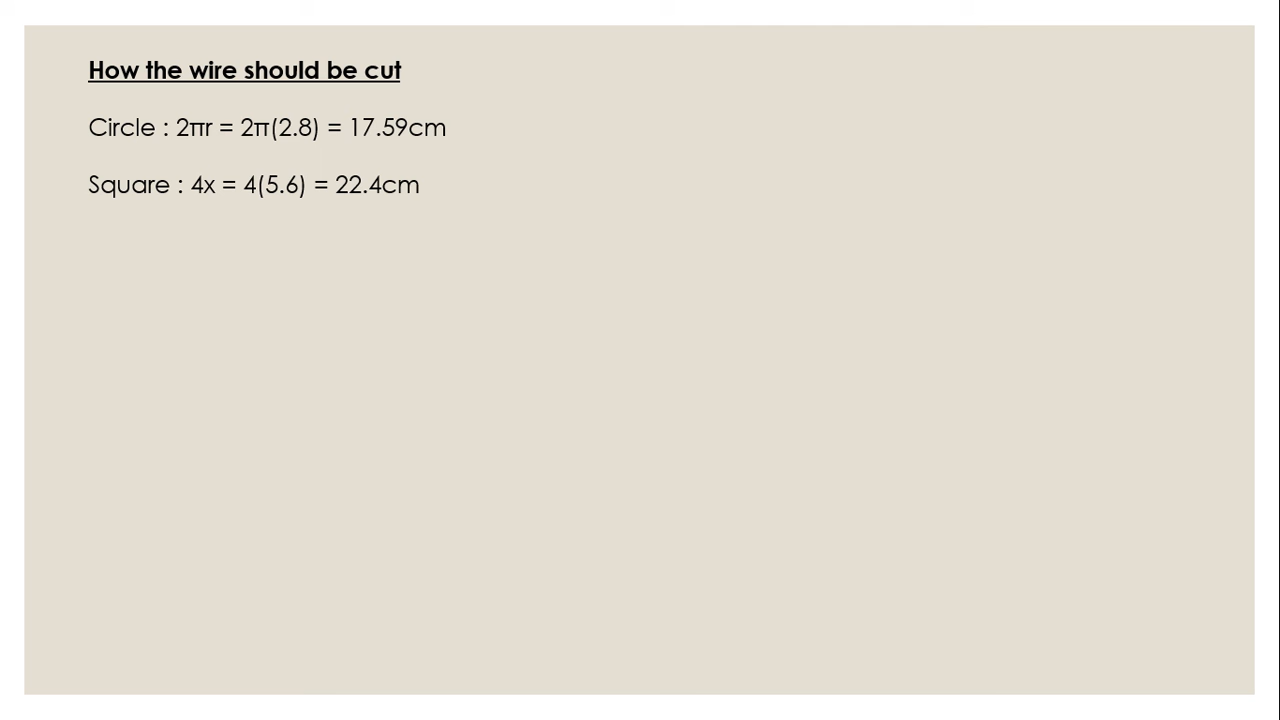 How the wire should be cut
Circle : 2πr = 2π(2.8) = 17.59cm
Square : 4x = 4(5.6) = 22.4cm